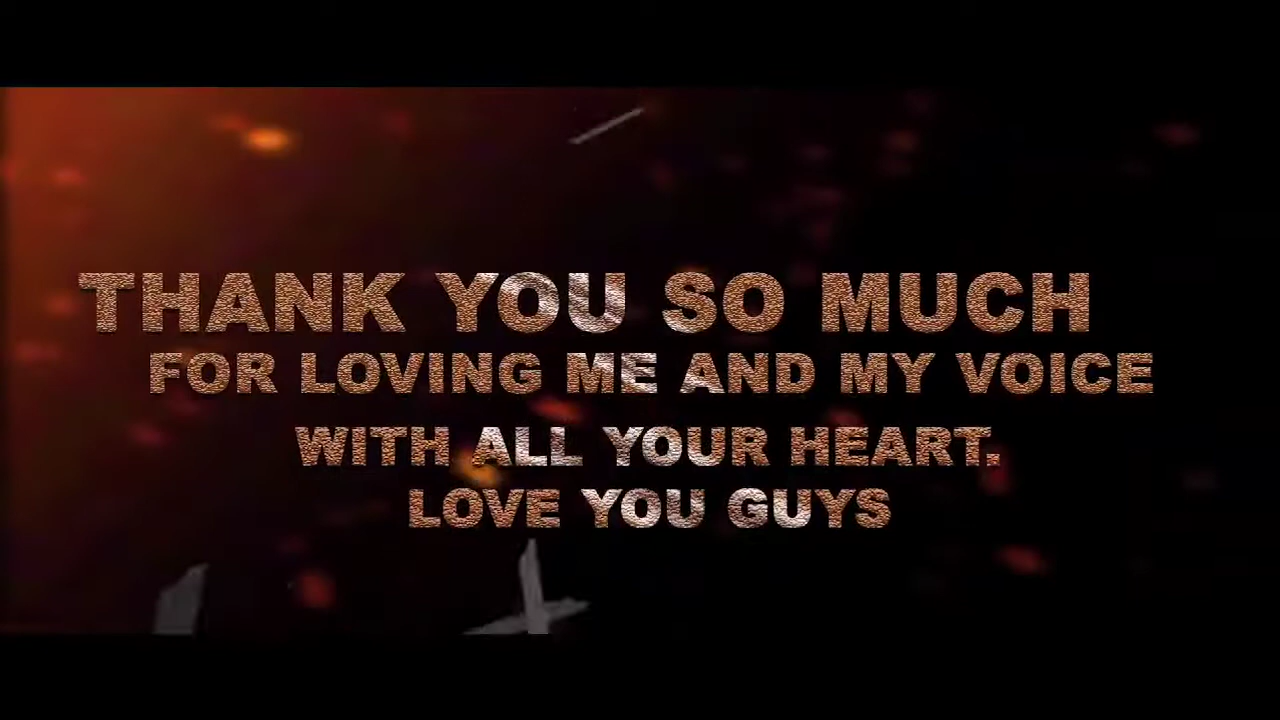 THANK YOU SO MUCH
FOR LOVING ME AND MY VOICE
WITH ALL YOUR HEART.
LOVE YOU GUYS